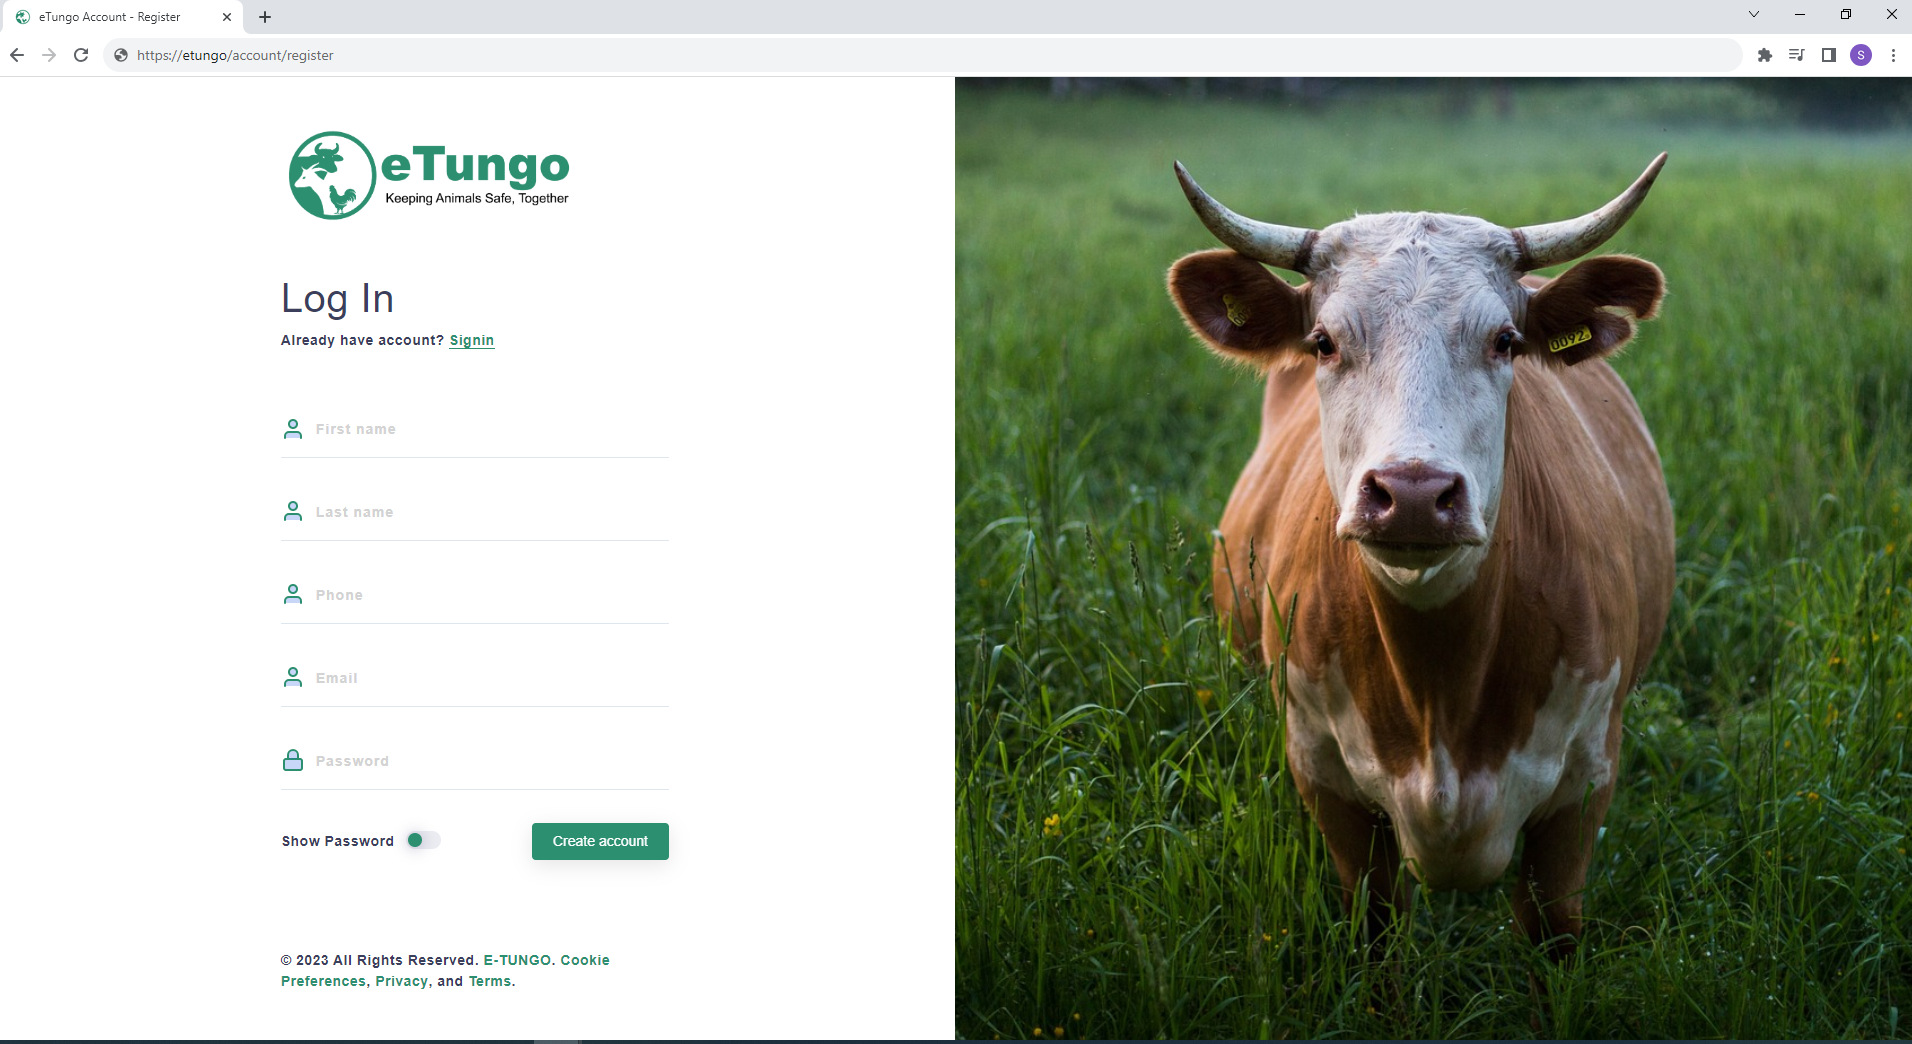 eTungo Account - Register
https://etungo/account/register
S
eTungo
Keeping Animals Safe, Together
Log In
Already have account? Signin
First name
Last name
Phone
Email
Password
Show Password
Create account
© 2023 All Rights Reserved. E-TUNGO. Cookie
Preferences, Privacy, and Terms.
0092